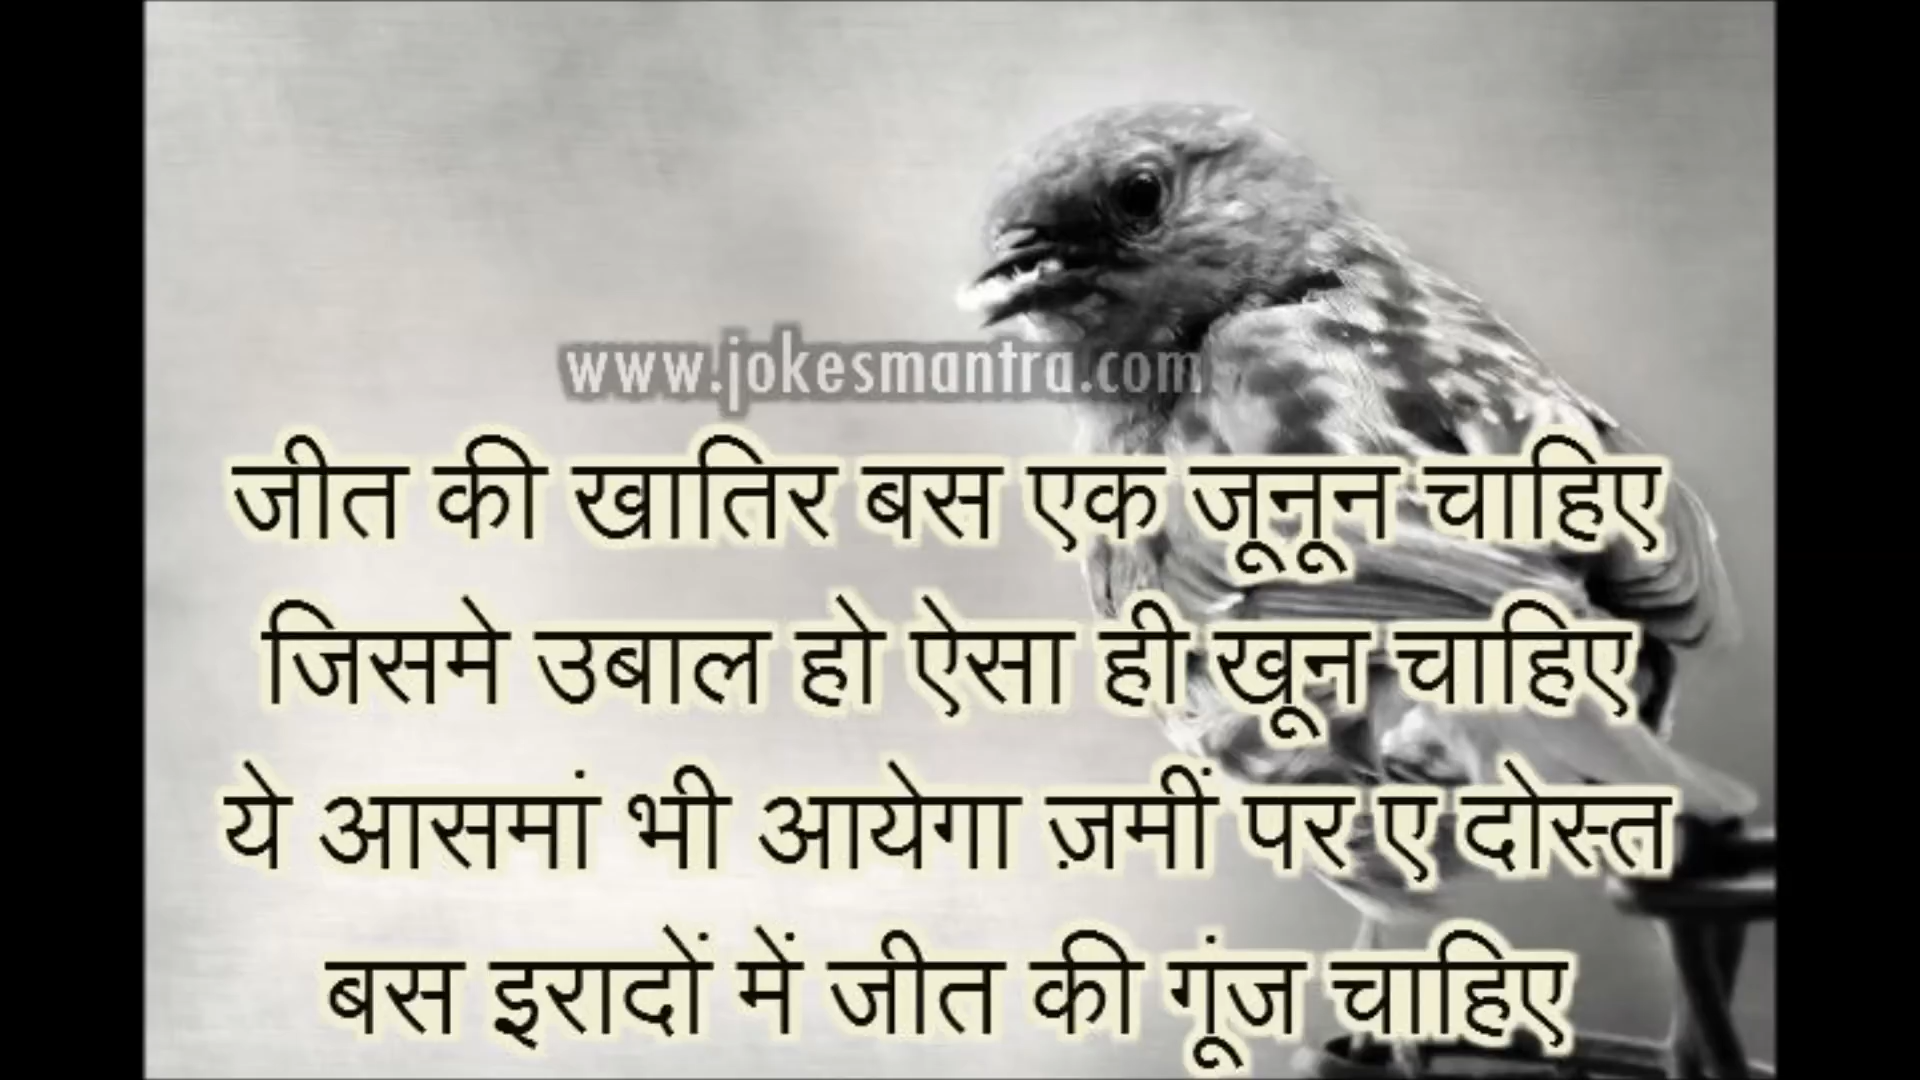 www.jokesmantra.com
जीत की खातिर बस एक जूनून चाहिए
जिसमे उबाल हो ऐसा ही खून चाहिए
ये आसमां भी आयेगा ज़मीं पर ए दोस्त
बस इरादों में जीत की गूंज चाहिए